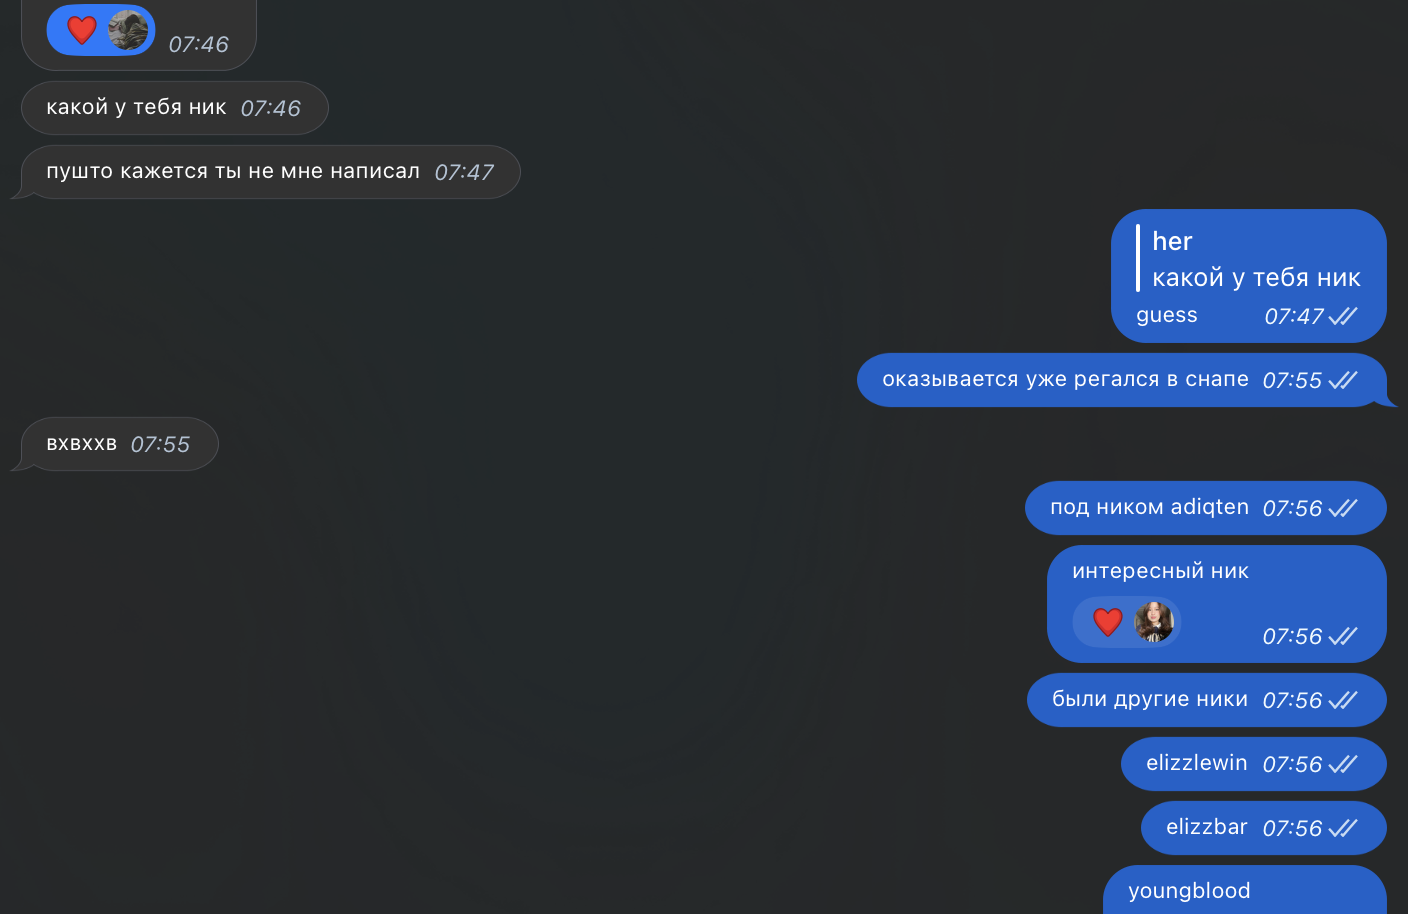 07:46
какой у тебя ник 07:46
пушто кажется ты не мне написал 07:47
her
какой у тебя ник
guess 07:47
оказывается уже регался в снапе 07:55
вхвххв 07:55
под ником adiqten 07:56
интересный ник
07:56
были другие ники 07:56
elizzlewin 07:56
elizzbar 07:56
youngblood